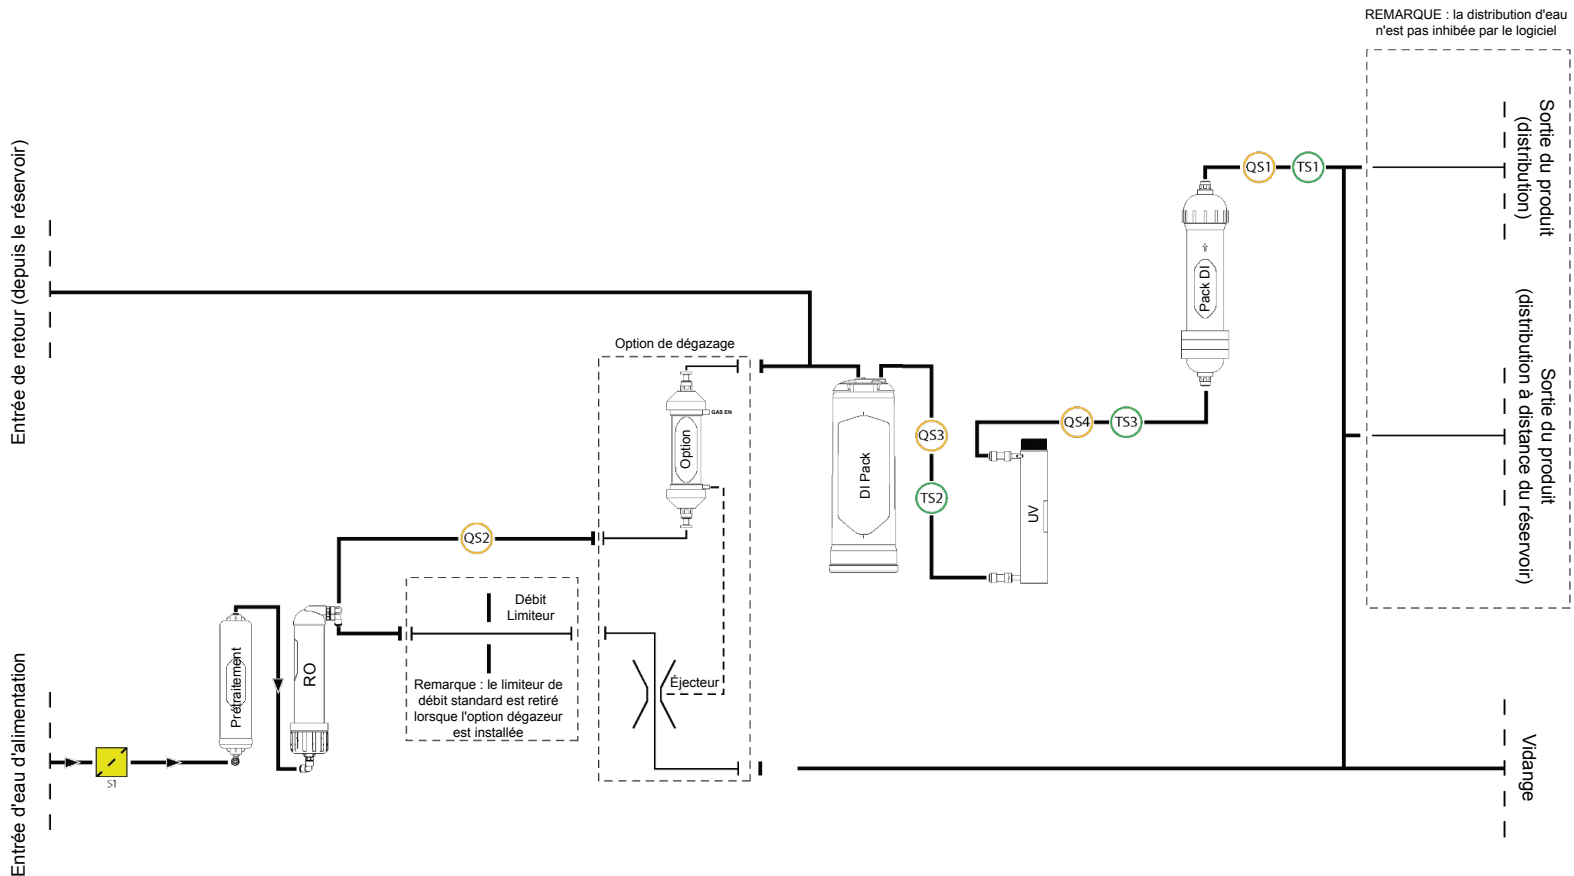 REMARQUE : la distribution d'eau
n'est pas inhibée par le logiciel
Sortie du produit
(distribution)
Entrée de retour (depuis le réservoir)
QS1
TS1
Pack DI
Option de dégazage
GAS EN
Option
DI Pack
QS3
TS2
QS4
TS3
UV
Sortie du produit
(distribution à distance du réservoir)
QS2
Débit
Limiteur
Remarque : le limiteur de
débit standard est retiré
lorsque l'option dégazeur
est installée
Éjecteur
Prétraitement
RO
Entrée d'eau d'alimentation
S1
Vidange